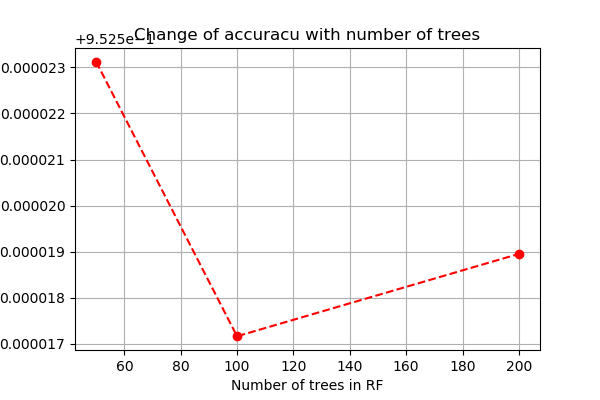 Change of accuracu with number of trees
+9.525e−1
0.000023
0.000022
0.000021
0.000020
0.000019
0.000018
0.000017
60 80 100 120 140 160 180 200
Number of trees in RF